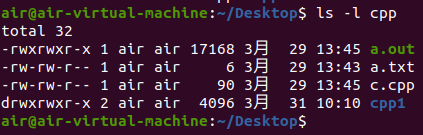 air@air-virtual-machine:~/Desktop$ ls -l cpp
total 32
-rwxrwxr-x 1 air air 17168 3月  29 13:45 a.out
-rw-rw-r-- 1 air air     6 3月  29 13:43 a.txt
-rw-rw-r-- 1 air air    90 3月  29 13:45 c.cpp
drwxrwxr-x 2 air air  4096 3月  31 10:10 cpp1
air@air-virtual-machine:~/Desktop$